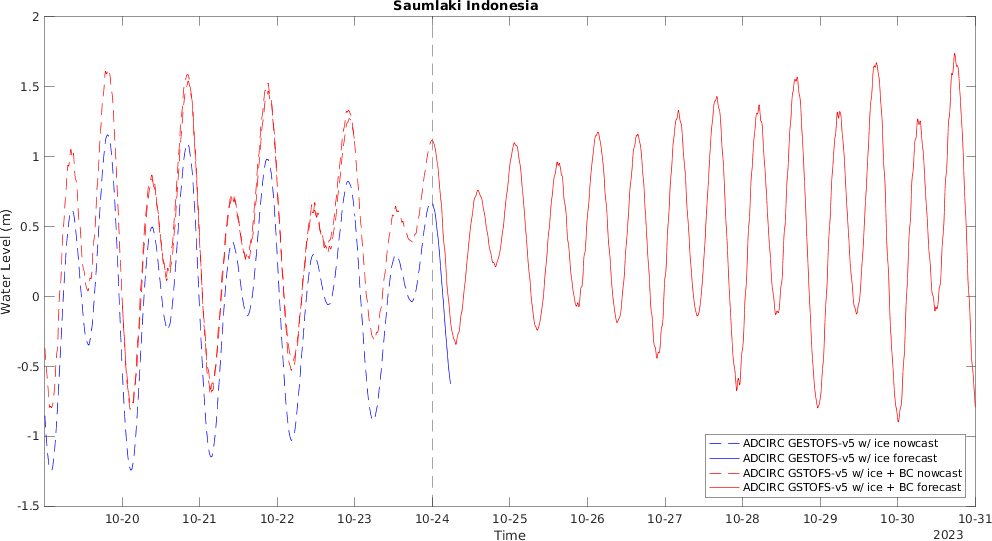 Saumlaki Indonesia
2
1.5
1
0.5
0
-0.5
-1
-1.5
Water Level (m)
ADCIRC GESTOFS-v5 w/ ice nowcast
ADCIRC GESTOFS-v5 w/ ice forecast
ADCIRC GSTOFS-v5 w/ ice + BC nowcast
ADCIRC GSTOFS-v5 w/ ice + BC forecast
10-20 10-21 10-22 10-23 10-24 10-25 10-26 10-27 10-28 10-29 10-30 10-31
Time
2023